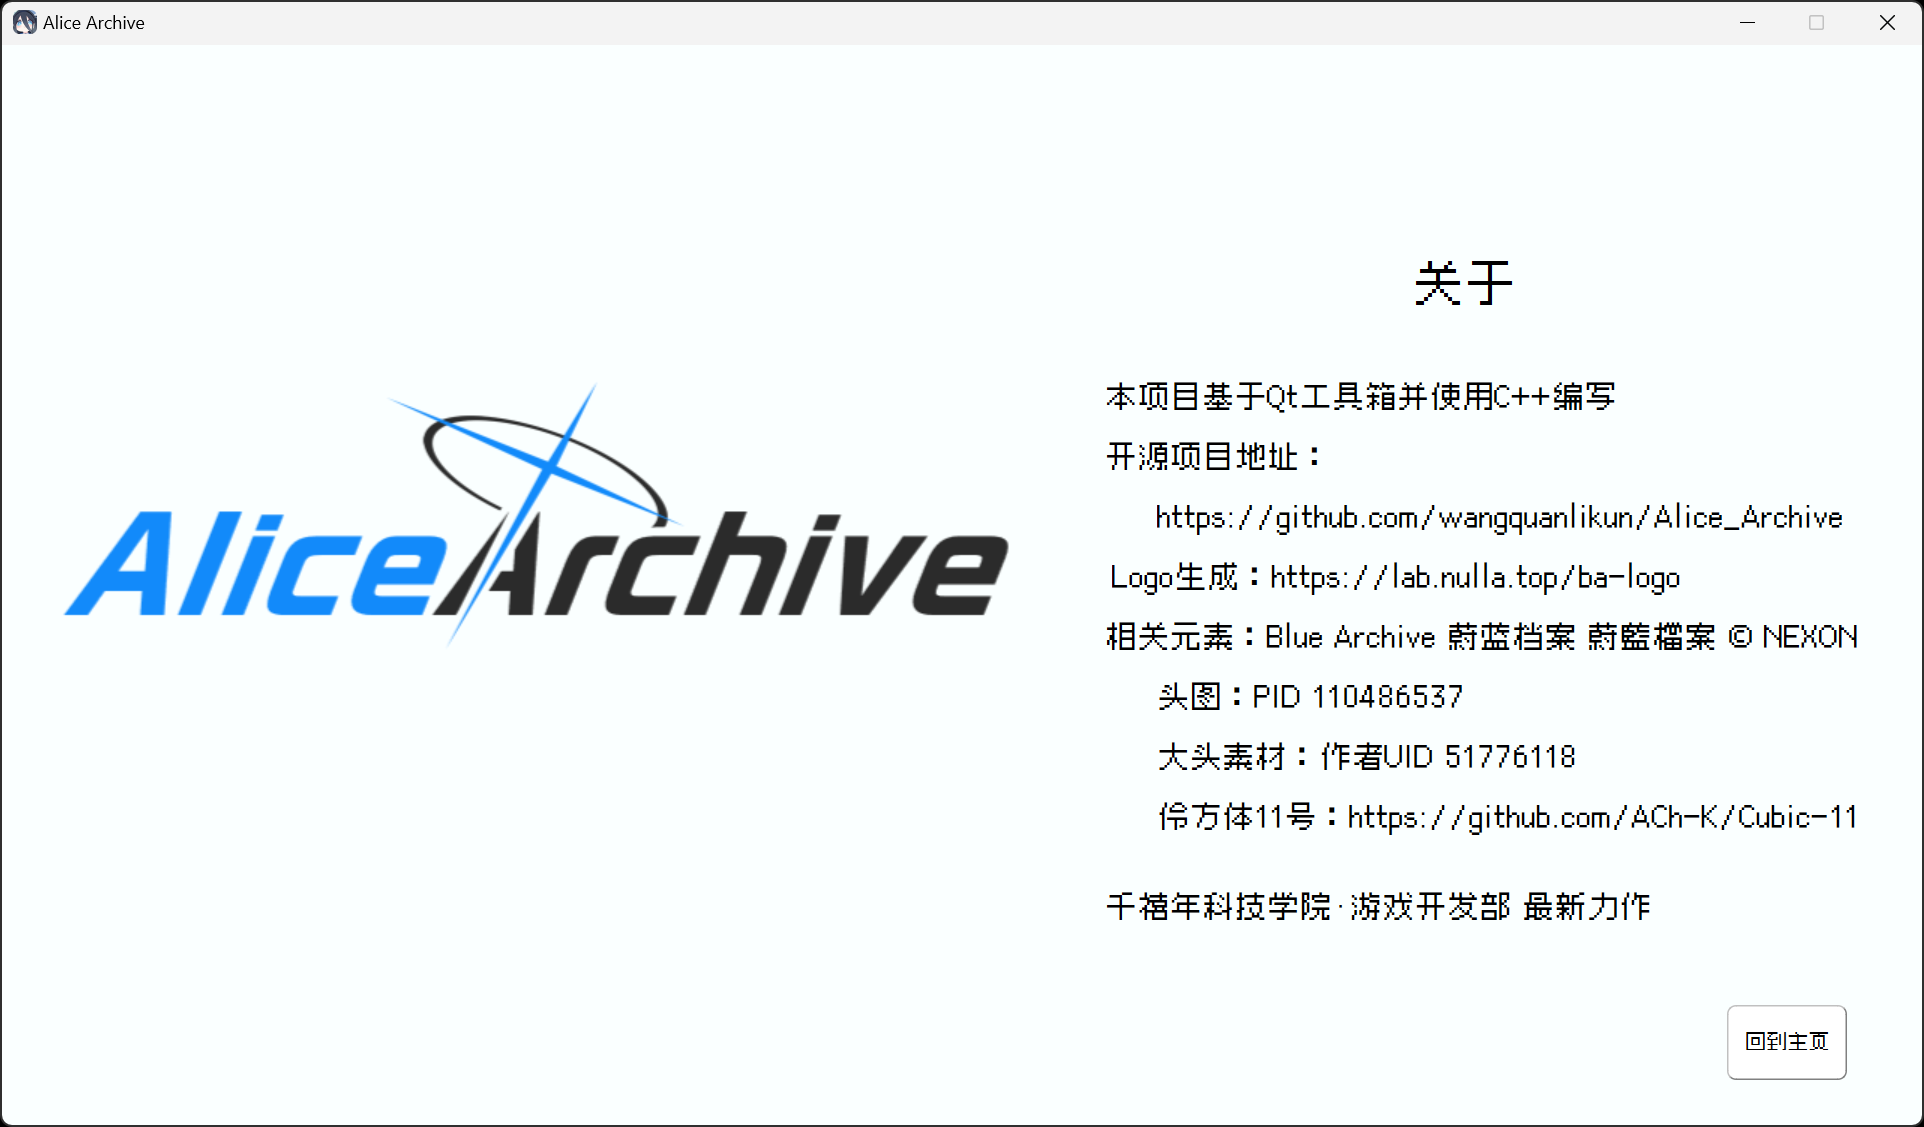 Alice Archive
AliceArchive
关于
本项目基于Qt工具箱并使用C++编写
开源项目地址：
https://github.com/wangquanlikun/Alice_Archive
Logo生成：https://lab.nulla.top/ba-logo
相关元素：Blue Archive 蔚蓝档案 蔚藍檔案 © NEXON
头图：PID 110486537
大头素材：作者UID 51776118
伶方体11号：https://github.com/ACh-K/Cubic-11
千禧年科技学院·游戏开发部 最新力作
回到主页